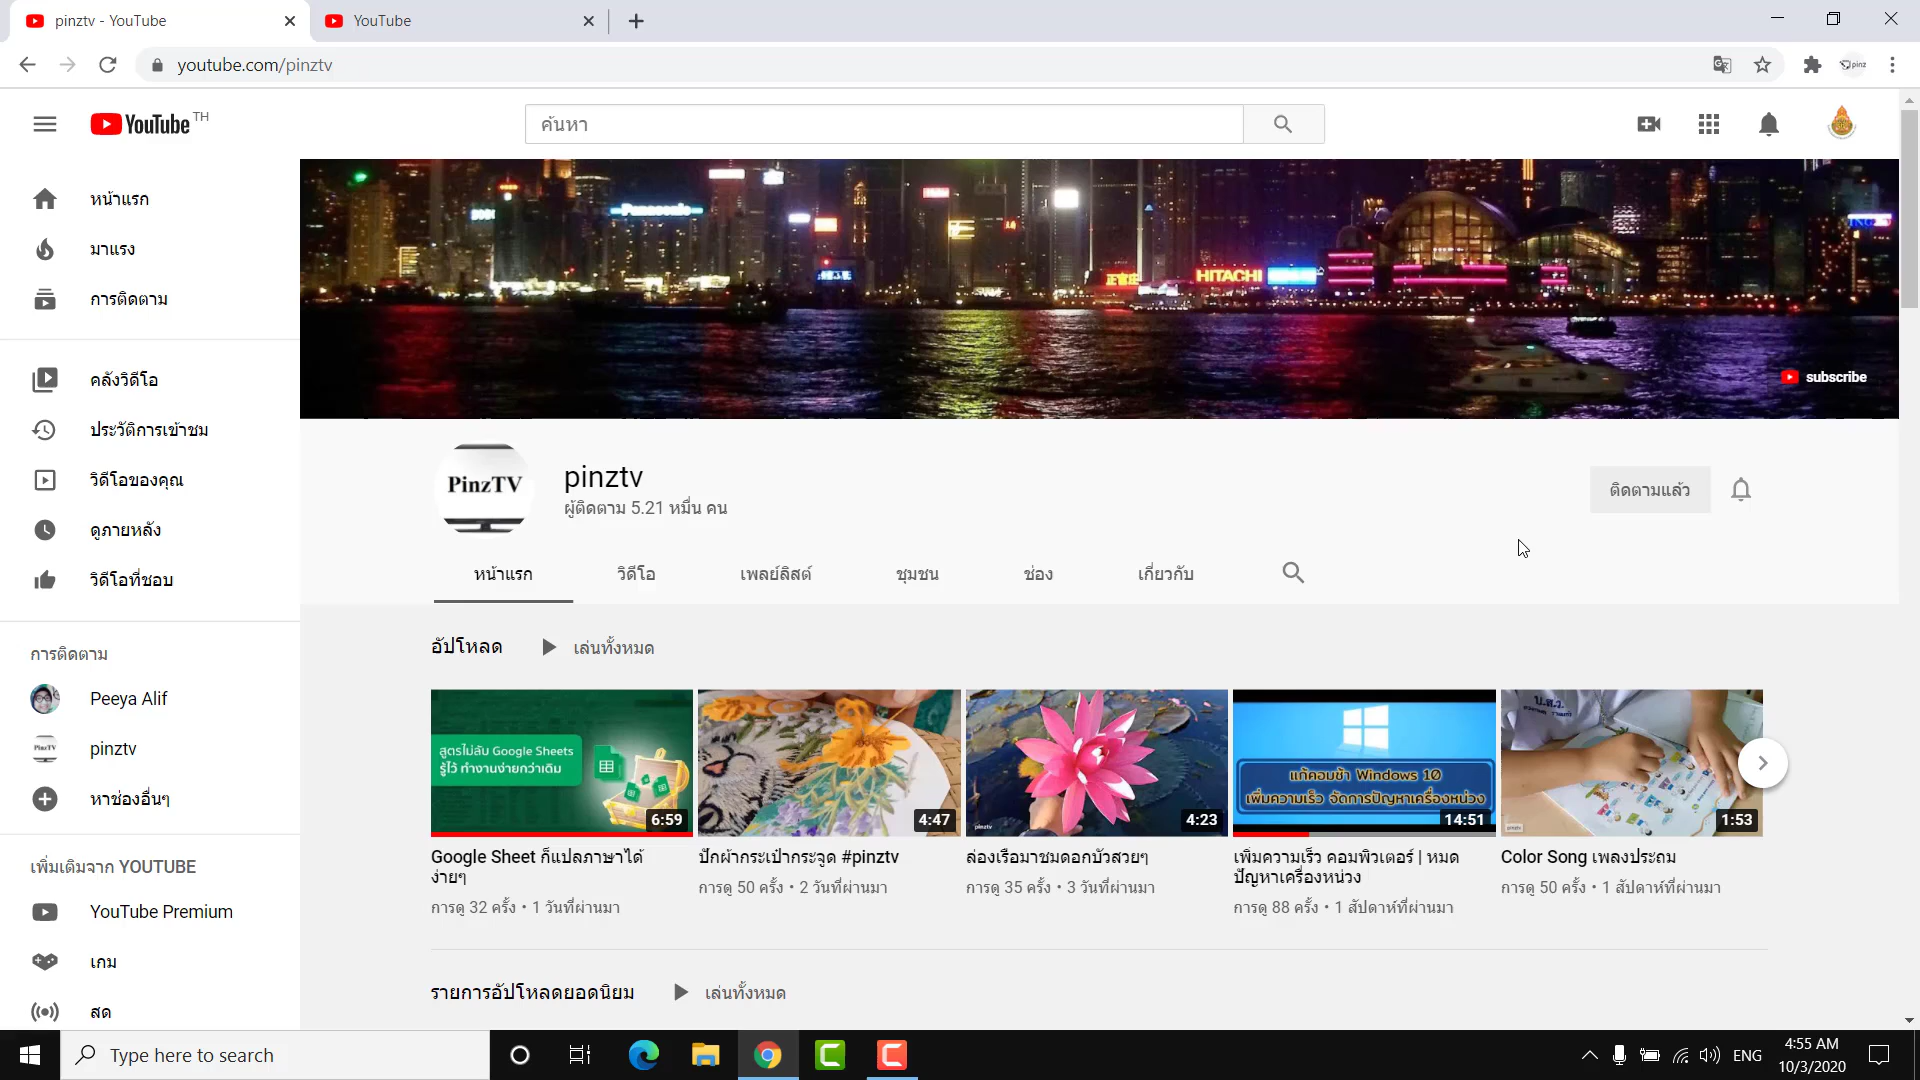 pinztv - YouTube
YouTube
youtube.com/pinztv
pinz
YouTube TH
ค้นหา
หน้าแรก
มาแรง
การติดตาม
คลังวิดีโอ
ประวัติการเข้าชม
วิดีโอของคุณ
ดูภายหลัง
วิดีโอที่ชอบ
การติดตาม
Peeya Alif
pinztv
หาช่องอื่นๆ
เพิ่มเติมจาก YOUTUBE
YouTube Premium
เกม
สด
Panasonic
HITACHI
subscribe
PinzTV
pinztv
ผู้ติดตาม 5.21 หมื่น คน
ติดตามแล้ว
หน้าแรก
วิดีโอ
เพลย์ลิสต์
ชุมชน
ช่อง
เกี่ยวกับ
อัปโหลด
เล่นทั้งหมด
สูตรไม่ลับ Google Sheets
รู้ไว้ ทำงานง่ายกว่าเดิม
6:59
Google Sheet ก็แปลภาษาได้
ง่ายๆ
การดู 32 ครั้ง • 1 วันที่ผ่านมา
4:47
ปักผ้ากระเป๋ากระจูด #pinztv
การดู 50 ครั้ง • 2 วันที่ผ่านมา
pinztv
4:23
ล่องเรือมาชมดอกบัวสวยๆ
การดู 35 ครั้ง • 3 วันที่ผ่านมา
แก้คอมช้า Windows 10
เพิ่มความเร็ว จัดการปัญหาเครื่องหน่วง
14:51
เพิ่มความเร็ว คอมพิวเตอร์ | หมด
ปัญหาเครื่องหน่วง
การดู 88 ครั้ง • 1 สัปดาห์ที่ผ่านมา
1:53
Color Song เพลงประถม
การดู 50 ครั้ง • 1 สัปดาห์ที่ผ่านมา
รายการอัปโหลดยอดนิยม
เล่นทั้งหมด
Type here to search
ENG
4:55 AM
10/3/2020